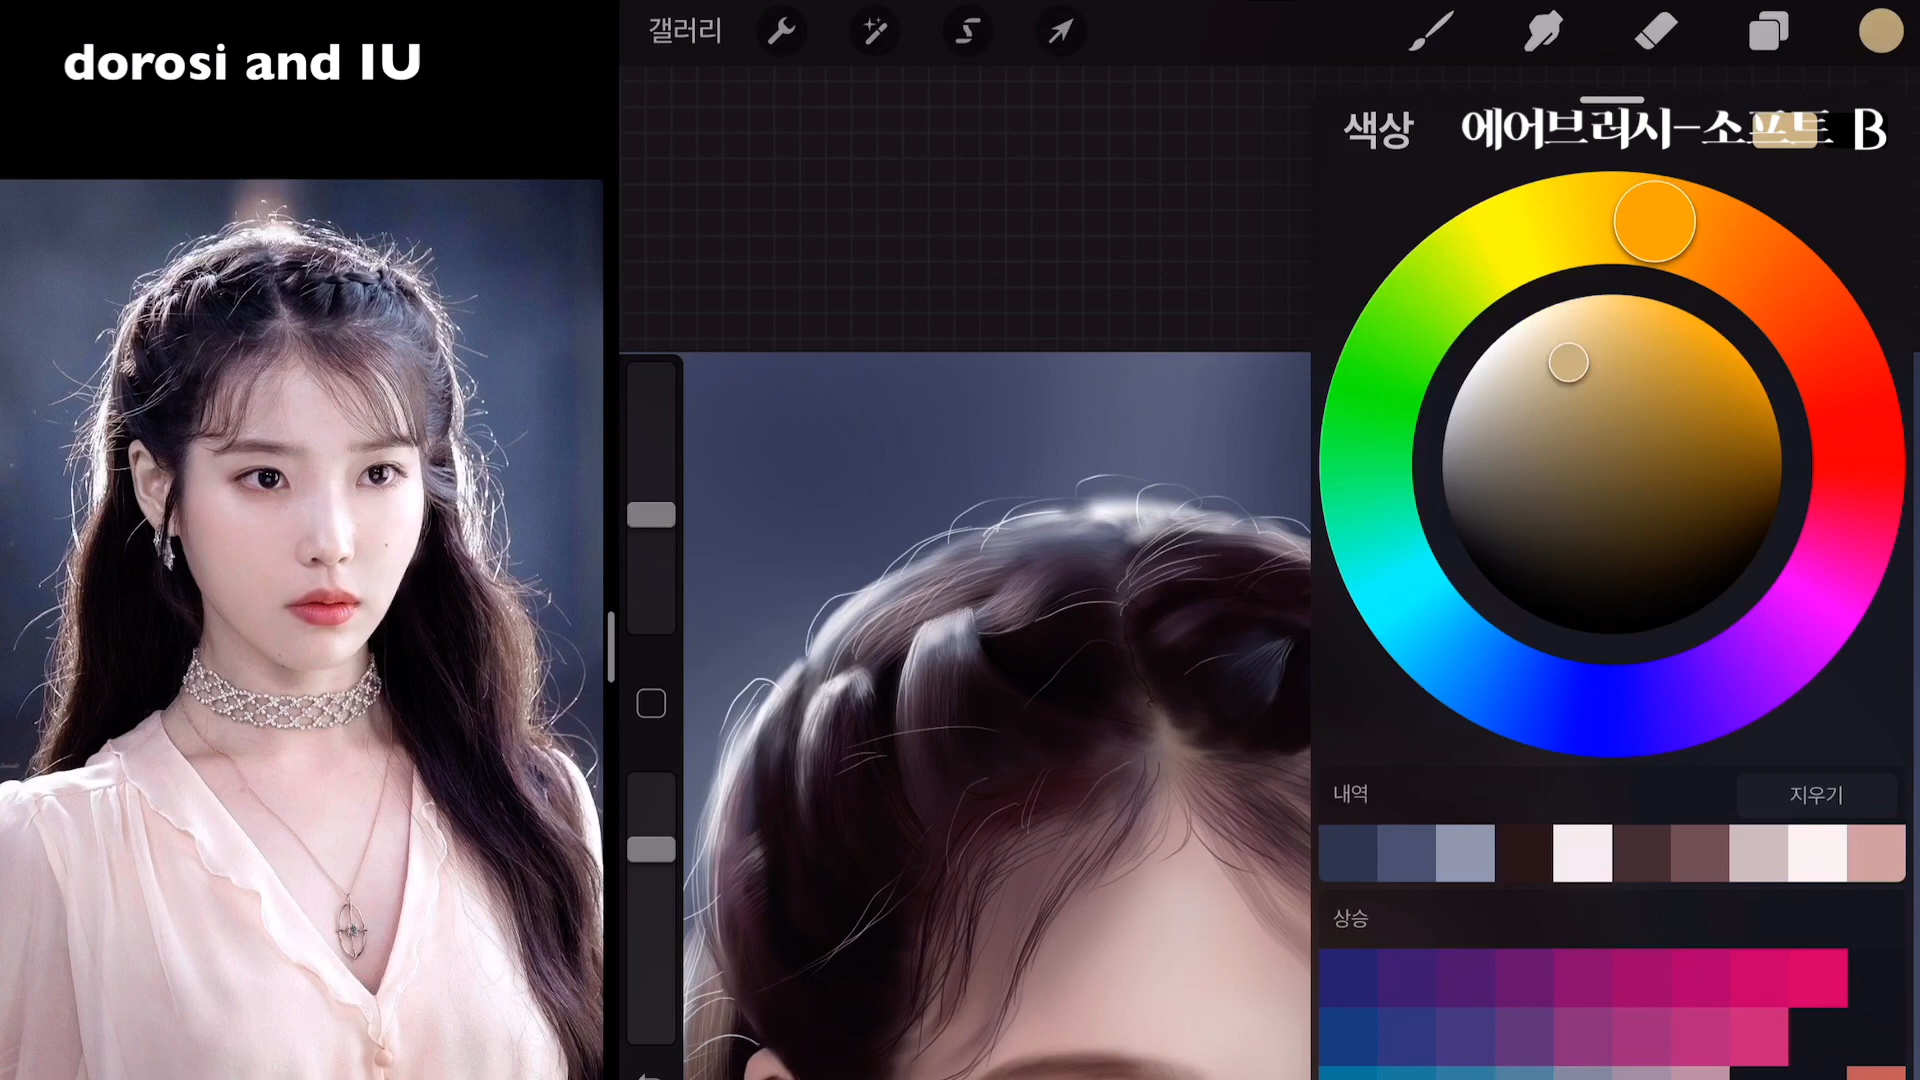 dorosi and IU
갤러리
색상
에어브러시-소프트 B
내역
지우기
상승